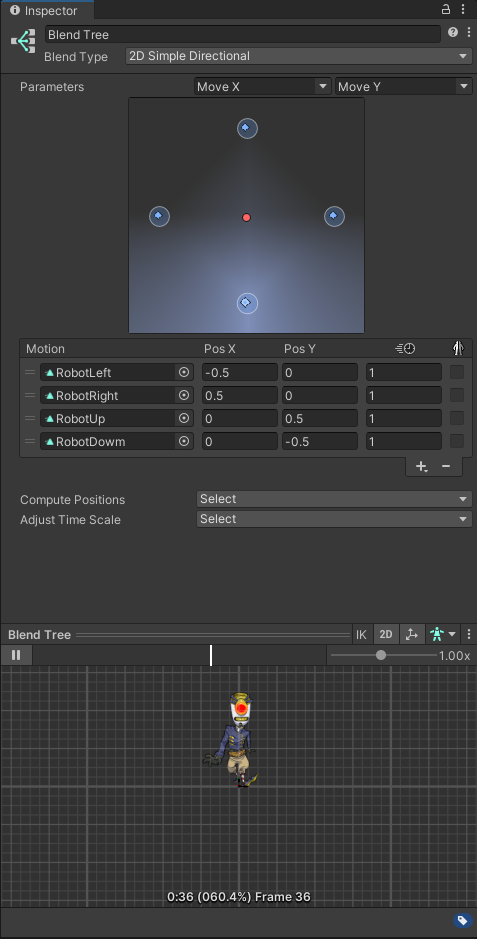 Inspector
Blend Tree
Blend Type 2D Simple Directional
Parameters Move X Move Y
Motion Pos X Pos Y
RobotLeft -0.5 0 1
RobotRight 0.5 0 1
RobotUp 0 0.5 1
RobotDowm 0 -0.5 1
+ -
Compute Positions Select
Adjust Time Scale Select
Blend Tree IK 2D
1.00x
0:36 (060.4%) Frame 36